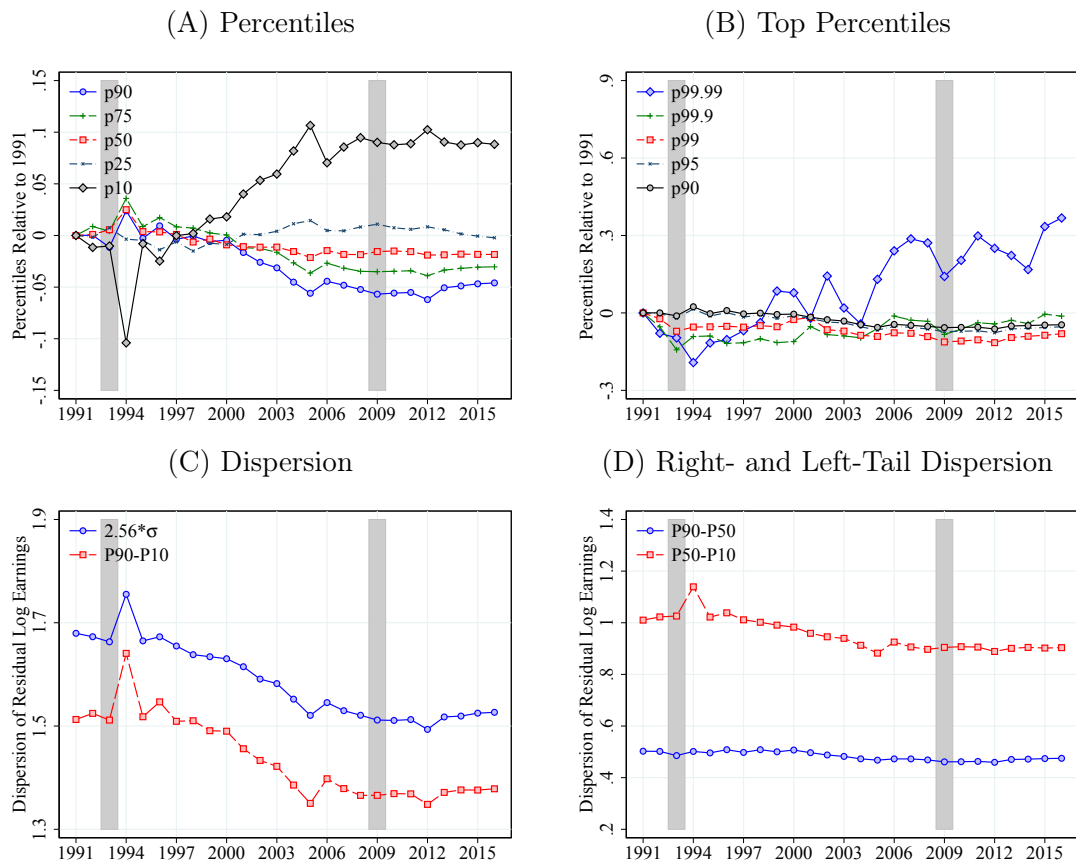 (A) Percentiles
Percentiles Relative to 1991
.15
.1
.05
0
-.05
-.1
-.15
p90
p75
p50
p25
p10
1991 1994 1997 2000 2003 2006 2009 2012 2015
(B) Top Percentiles
Percentiles Relative to 1991
.9
.6
.3
0
-.3
p99.99
p99.9
p99
p95
p90
1991 1994 1997 2000 2003 2006 2009 2012 2015
(C) Dispersion
Dispersion of Residual Log Earnings
1.9
1.7
1.5
1.3
2.56*σ
P90-P10
1991 1994 1997 2000 2003 2006 2009 2012 2015
(D) Right- and Left-Tail Dispersion
Dispersion of Residual Log Earnings
1.4
1.2
1
.8
.6
.4
.2
P90-P50
P50-P10
1991 1994 1997 2000 2003 2006 2009 2012 2015